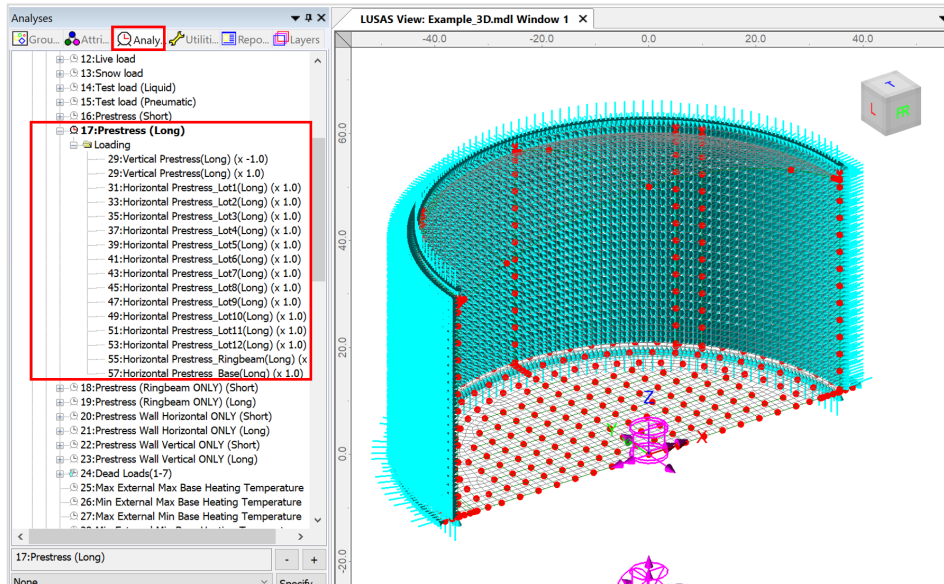 Analyses
Grou... Attri... Analy... Utiliti... Repo... Layers
12:Live load
13:Snow load
14:Test load (Liquid)
15:Test load (Pneumatic)
16:Prestress (Short)
17:Prestress (Long)
Loading
29:Vertical Prestress(Long) (x -1.0)
29:Vertical Prestress(Long) (x 1.0)
31:Horizontal Prestress_Lot1(Long) (x 1.0)
33:Horizontal Prestress_Lot2(Long) (x 1.0)
35:Horizontal Prestress_Lot3(Long) (x 1.0)
37:Horizontal Prestress_Lot4(Long) (x 1.0)
39:Horizontal Prestress_Lot5(Long) (x 1.0)
41:Horizontal Prestress_Lot6(Long) (x 1.0)
43:Horizontal Prestress_Lot7(Long) (x 1.0)
45:Horizontal Prestress_Lot8(Long) (x 1.0)
47:Horizontal Prestress_Lot9(Long) (x 1.0)
49:Horizontal Prestress_Lot10(Long) (x 1.0)
51:Horizontal Prestress_Lot11(Long) (x 1.0)
53:Horizontal Prestress_Lot12(Long) (x 1.0)
55:Horizontal Prestress_Ringbeam(Long) (x
57:Horizontal Prestress_Base(Long) (x 1.0)
18:Prestress (Ringbeam ONLY) (Short)
19:Prestress (Ringbeam ONLY) (Long)
20:Prestress Wall Horizontal ONLY (Short)
21:Prestress Wall Horizontal ONLY (Long)
22:Prestress Wall Vertical ONLY (Short)
23:Prestress Wall Vertical ONLY (Long)
24:Dead Loads(1-7)
25:Max External Max Base Heating Temperature
26:Min External Max Base Heating Temperature
27:Max External Min Base Heating Temperature
17:Prestress (Long)
- +
None
Specify...
LUSAS View: Example_3D.mdl Window 1
-40.0 -20.0 0.0 20.0 40.0
60.0
40.0
20.0
0.0
-20.0
L
Z
X